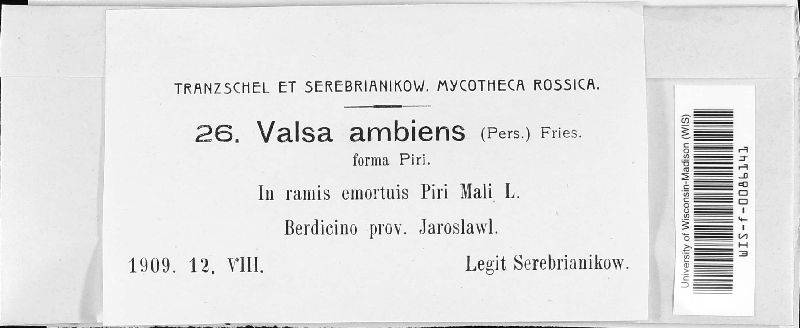 TRANZSCHEL ET SEREBRIANIKOW. MYCOTHECA ROSSICA.
26. Valsa ambiens (Pers.) Fries.
forma Piri.
In ramis emortuis Piri Mali L.
Berdicino prov. Jaroslawl.
1909. 12. VIII. Legit Serebrianikow.
University of Wisconsin-Madison (WIS)
WIS-f-0086141